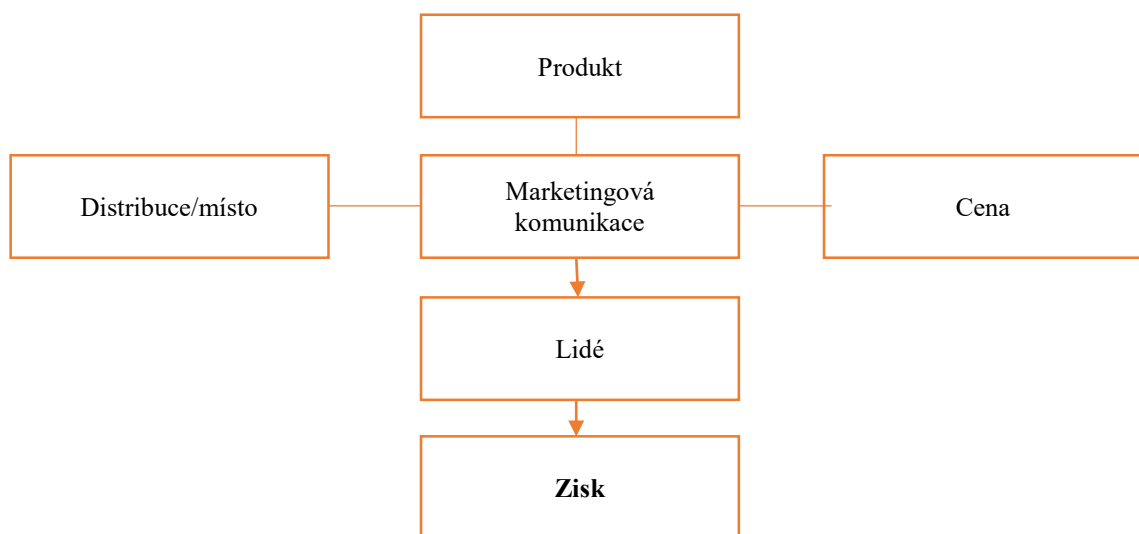 Produkt
Distribuce/místo
Marketingová
komunikace
Cena
Lidé
Zisk